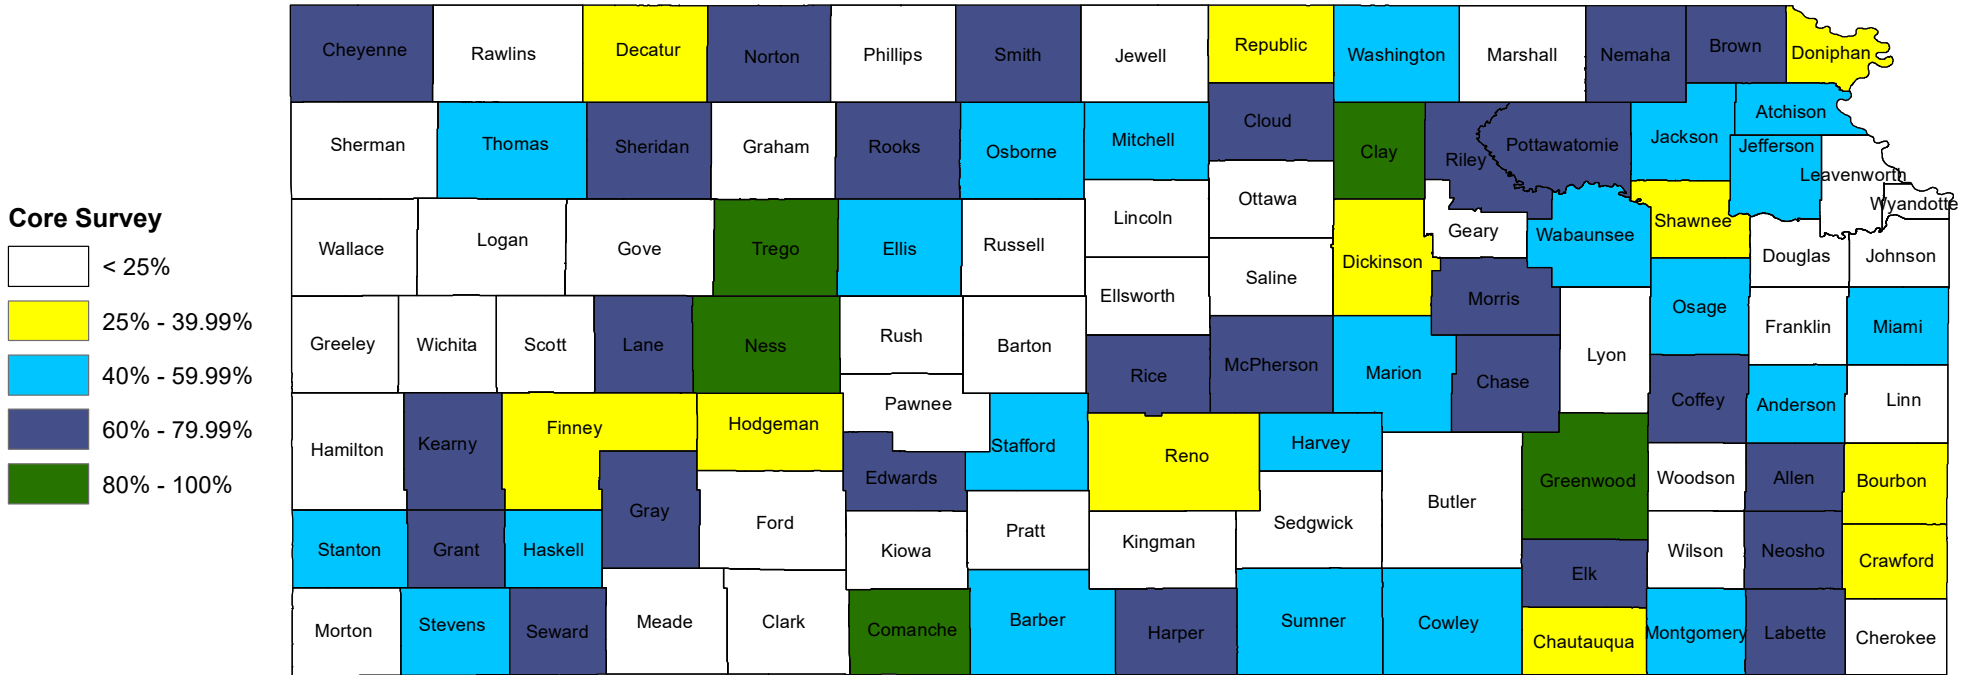 Core Survey
< 25%
25% - 39.99%
40% - 59.99%
60% - 79.99%
80% - 100%
Cheyenne
Rawlins
Decatur
Norton
Phillips
Smith
Jewell
Republic
Washington
Marshall
Nemaha
Brown
Doniphan
Sherman
Thomas
Sheridan
Graham
Rooks
Osborne
Mitchell
Cloud
Clay
Riley
Pottawatomie
Jackson
Atchison
Jefferson
Leavenworth
Wyandotte
Wallace
Logan
Gove
Trego
Ellis
Russell
Lincoln
Ottawa
Saline
Dickinson
Geary
Wabaunsee
Shawnee
Douglas
Johnson
Greeley
Wichita
Scott
Lane
Ness
Rush
Barton
Ellsworth
Rice
McPherson
Marion
Morris
Chase
Lyon
Osage
Franklin
Miami
Hamilton
Kearny
Finney
Hodgeman
Pawnee
Edwards
Stafford
Reno
Harvey
Butler
Greenwood
Coffey
Anderson
Linn
Gray
Ford
Kiowa
Pratt
Kingman
Sedgwick
Elk
Woodson
Allen
Bourbon
Stanton
Grant
Haskell
Wilson
Neosho
Crawford
Morton
Stevens
Seward
Meade
Clark
Comanche
Barber
Harper
Sumner
Cowley
Chautauqua
Montgomery
Labette
Cherokee